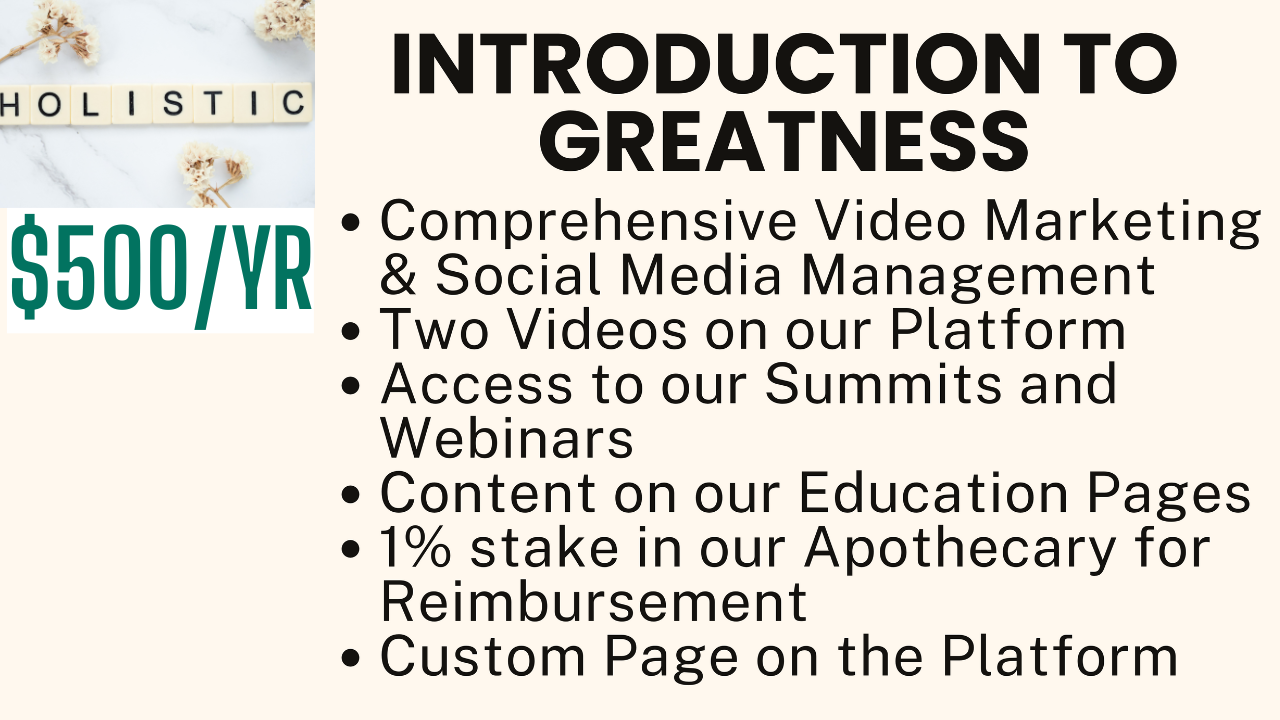 HOLISTIC
$500/YR
INTRODUCTION TO
GREATNESS
• Comprehensive Video Marketing
& Social Media Management
• Two Videos on our Platform
• Access to our Summits and
Webinars
• Content on our Education Pages
• 1% stake in our Apothecary for
Reimbursement
• Custom Page on the Platform